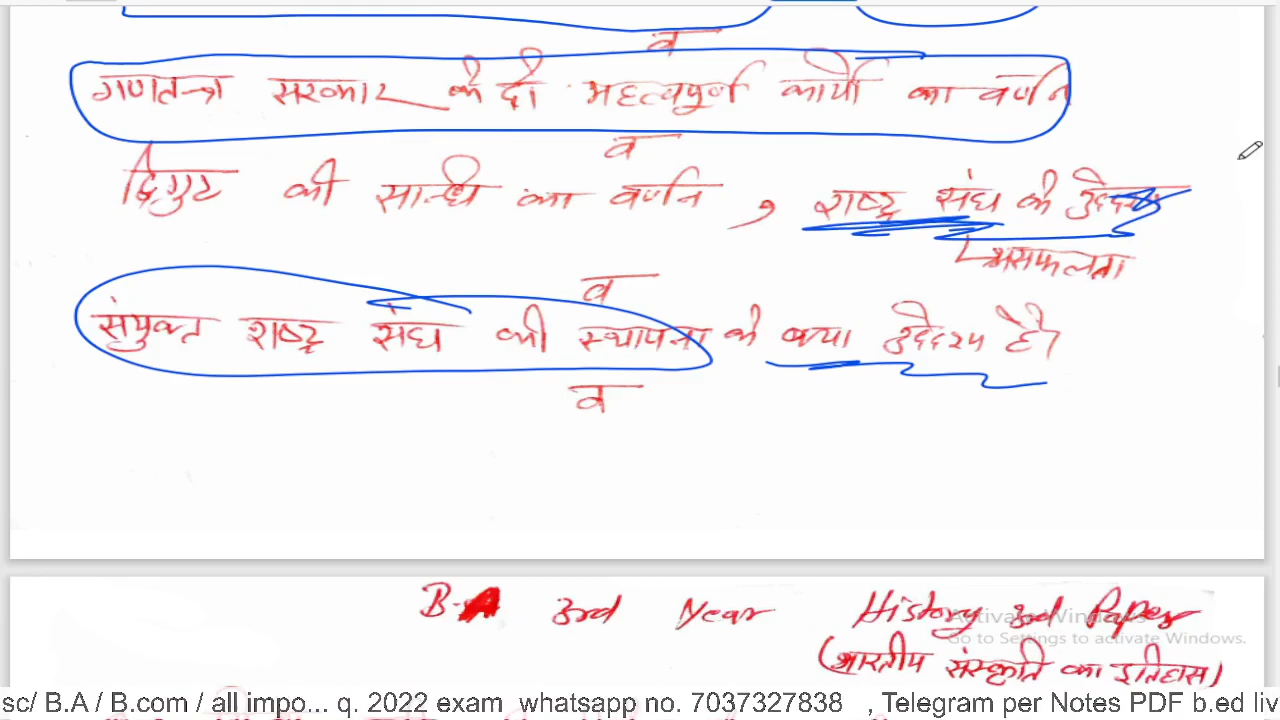 व
गणतन्त्र सरकार के दो महत्वपूर्ण कार्यो का वर्णन
व
द्विगुट की सान्धि का वर्णन , राष्ट्र संघ के उद्देश्य
असफलता
व
संयुक्त राष्ट्र संघ की स्थापना के क्या उद्देश्य है।
व
B.A 3rd Year History 3rd Paper
(भारतीय संस्कृति का इतिहास)
Activate Windows
Go to Settings to activate Windows.
sc/ B.A / B.com / all impo... q. 2022 exam whatsapp no. 7037327838 , Telegram per Notes PDF b.ed liv